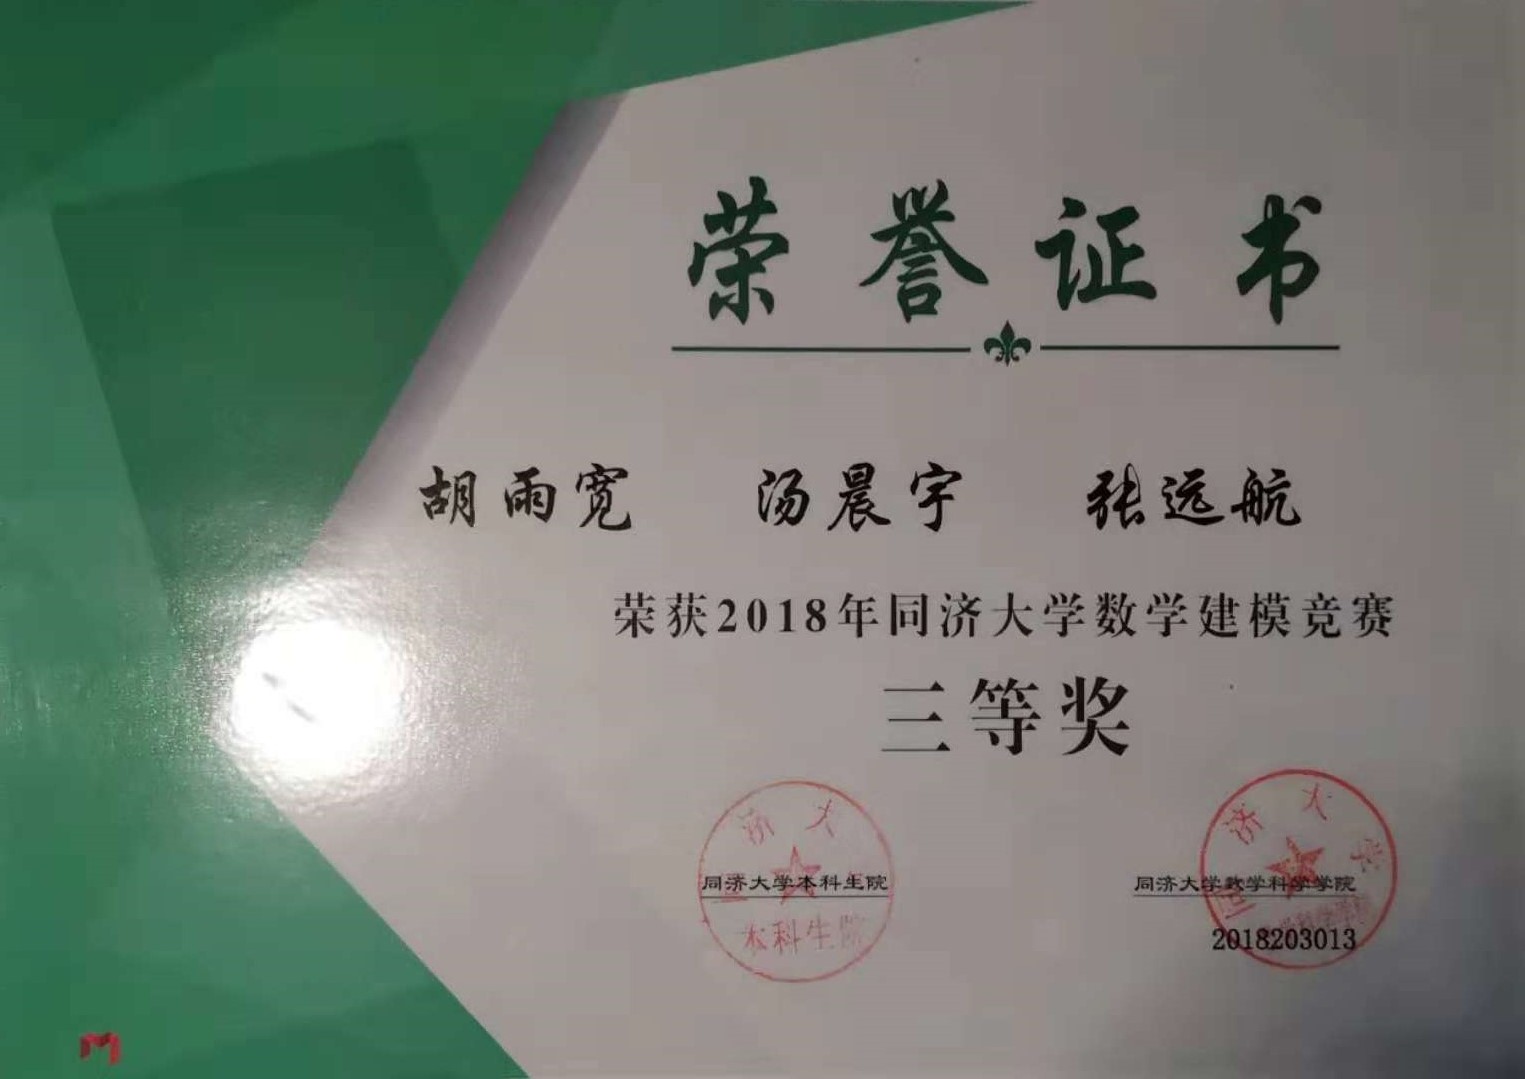 荣誉证书
胡雨宽 汤晨宇 张远航
荣获2018年同济大学数学建模竞赛
三等奖
同济大学本科生院
本科生院
同济大学数学科学学院
同济大学
2018203013